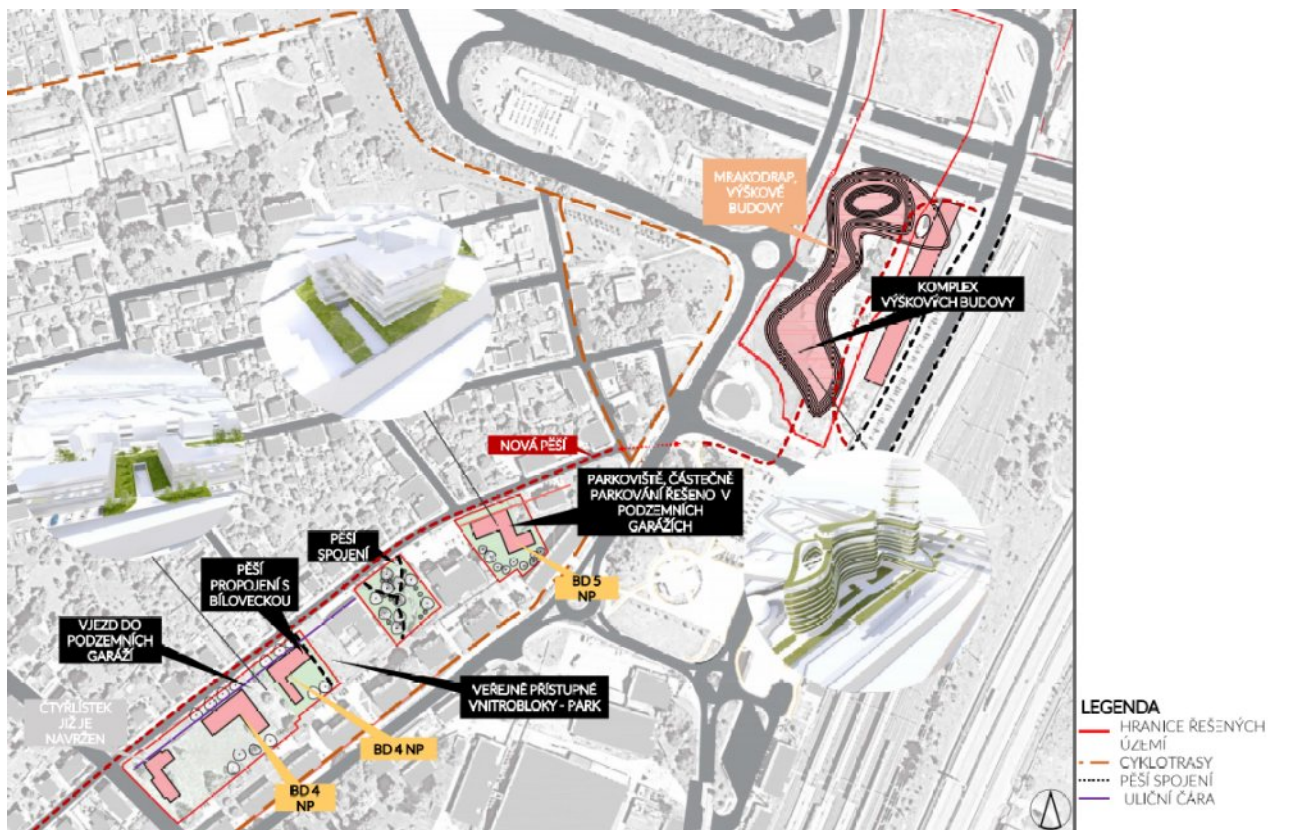 MRAKODRAP,
VÝŠKOVÉ
BUDOVY
KOMPLEX
VÝŠKOVÝCH BUDOVY
NOVÁ PĚŠÍ
PARKOVIŠTĚ, ČÁSTEČNĚ
PARKOVÁNÍ ŘEŠENO V
PODZEMNÍCH
GARÁŽÍCH
PĚŠÍ
SPOJENÍ
BD 5
NP
PĚŠÍ
PROPOJENÍ S
BÍLOVECKOU
VJEZD DO
PODZEMNÍCH
GARÁŽÍ
VEŘEJNĚ PŘÍSTUPNÉ
VNITROBLOKY - PARK
ČTYŘLÍSTEK
JIŽ JE
NAVRŽEN
BD 4 NP
BD 4
NP
LEGENDA
HRANICE ŘEŠENÝCH
ÚZEMÍ
CYKLOTRASY
PĚŠÍ SPOJENÍ
ULIČNÍ ČÁRA